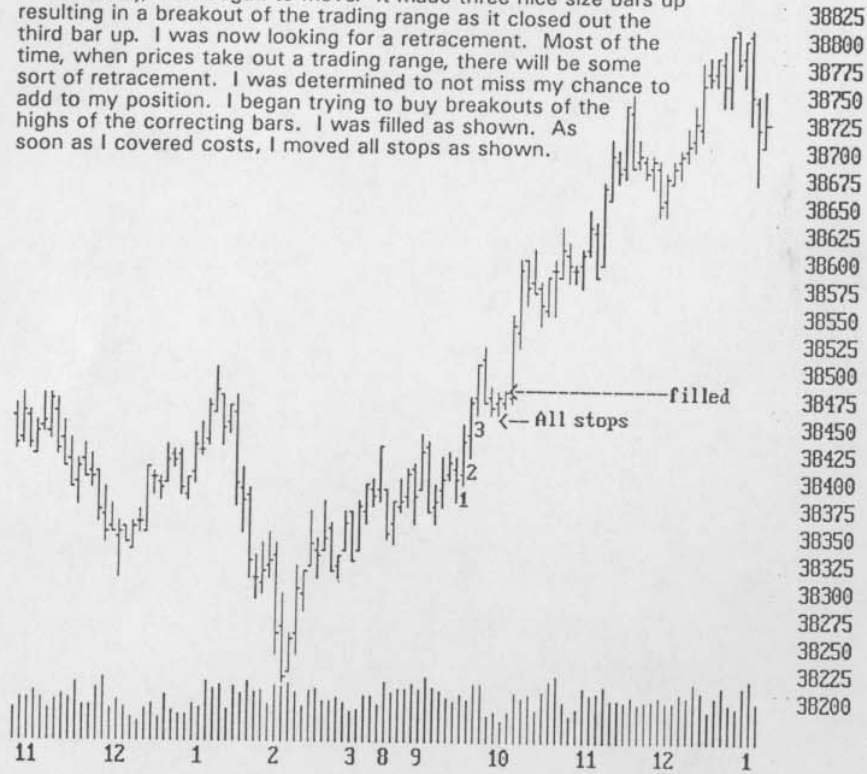 resulting in a breakout of the trading range as it closed out the
third bar up. I was now looking for a retracement. Most of the
time, when prices take out a trading range, there will be some
sort of retracement. I was determined to not miss my chance to
add to my position. I began trying to buy breakouts of the
highs of the correcting bars. I was filled as shown. As
soon as I covered costs, I moved all stops as shown.
38825
38800
38775
38750
38725
38700
38675
38650
38625
38600
38575
38550
38525
38500
38475
38450
38425
38400
38375
38350
38325
38300
38275
38250
38225
38200
filled
All stops
3
2
1
11 12 1 2 3 8 9 10 11 12 1